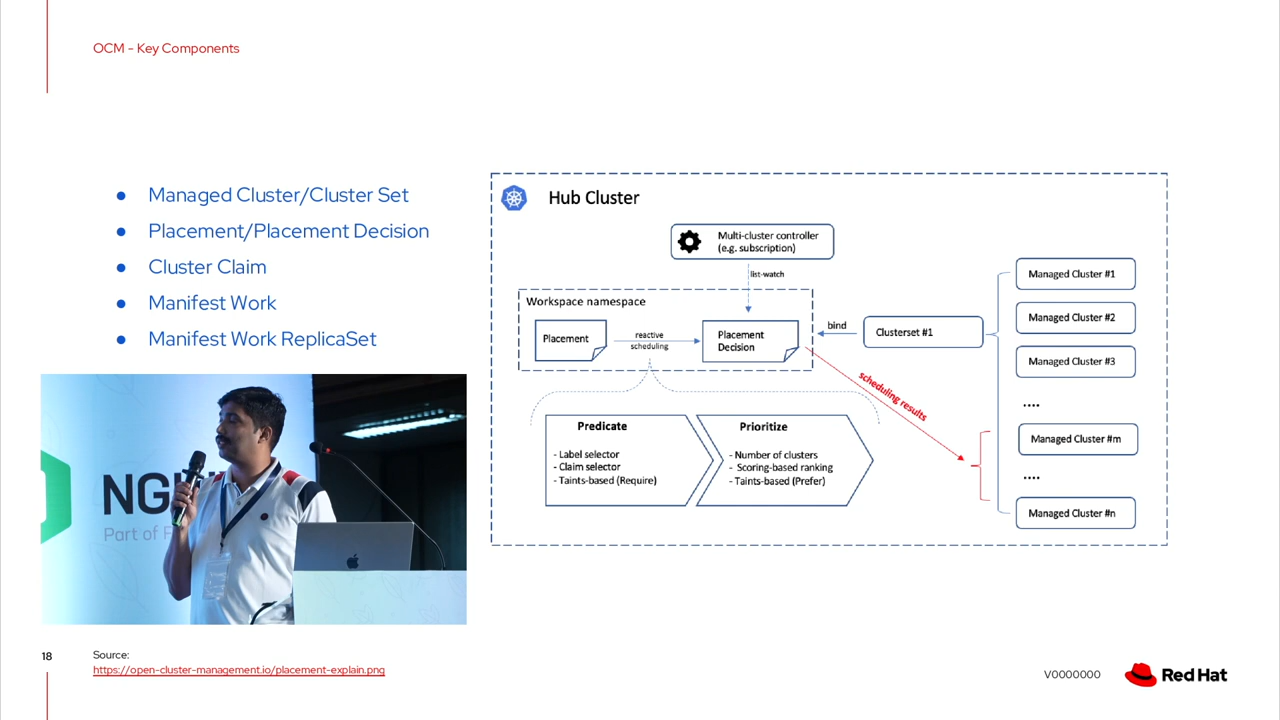 OCM - Key Components
● Managed Cluster/Cluster Set
● Placement/Placement Decision
● Cluster Claim
● Manifest Work
● Manifest Work ReplicaSet
Hub Cluster
Multi-cluster controller
(e.g. subscription)
list-watch
Workspace namespace
Placement
reactive
scheduling
Placement
Decision
bind
Clusterset #1
Managed Cluster #1
Managed Cluster #2
Managed Cluster #3
....
Managed Cluster #m
....
Managed Cluster #n
scheduling results
Predicate
- Label selector
- Claim selector
- Taints-based (Require)
Prioritize
- Number of clusters
- Scoring-based ranking
- Taints-based (Prefer)
NG
Part of F
18
Source:
https://open-cluster-management.io/placement-explain.png
V0000000
Red Hat